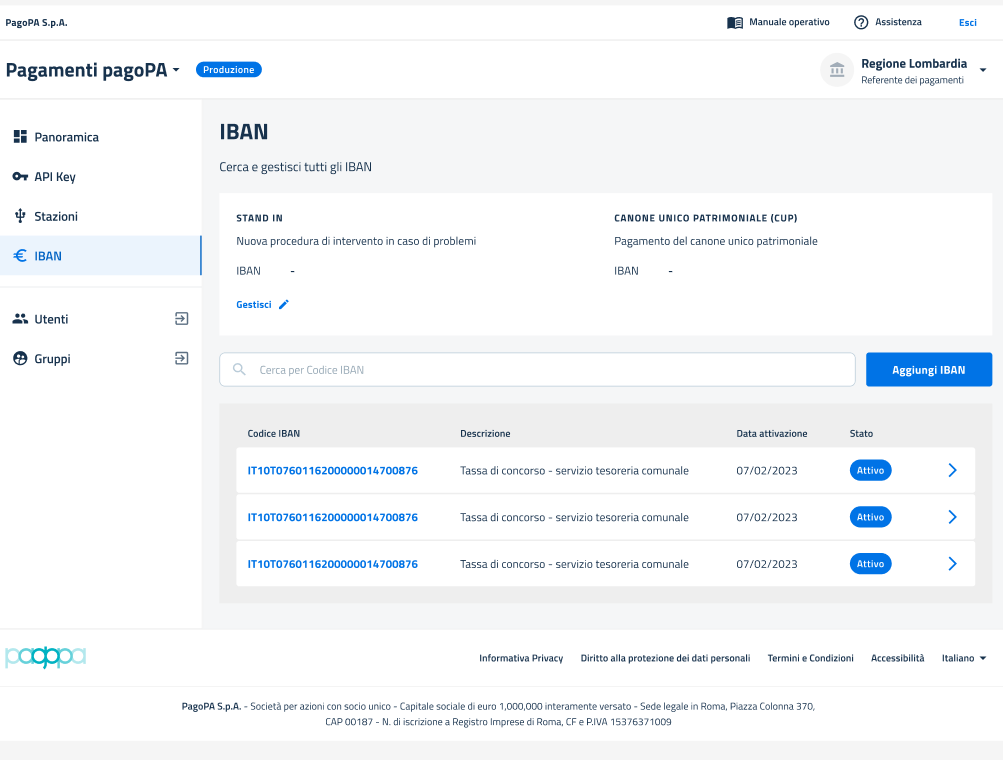 PagoPA S.p.A.
Manuale operativo
Assistenza
Esci
Pagamenti pagoPA
Produzione
Regione Lombardia
Referente dei pagamenti
Panoramica
API Key
Stazioni
IBAN
Utenti
Gruppi
IBAN
Cerca e gestisci tutti gli IBAN
STAND IN
Nuova procedura di intervento in caso di problemi
IBAN -
Gestisci
CANONE UNICO PATRIMONIALE (CUP)
Pagamento del canone unico patrimoniale
IBAN -
Cerca per Codice IBAN
Aggiungi IBAN
Codice IBAN Descrizione Data attivazione Stato
IT10T0760116200000014700876 Tassa di concorso - servizio tesoreria comunale 07/02/2023 Attivo
IT10T0760116200000014700876 Tassa di concorso - servizio tesoreria comunale 07/02/2023 Attivo
IT10T0760116200000014700876 Tassa di concorso - servizio tesoreria comunale 07/02/2023 Attivo
pagopa
Informativa Privacy Diritto alla protezione dei dati personali Termini e Condizioni Accessibilità Italiano
PagoPA S.p.A. - Società per azioni con socio unico - Capitale sociale di euro 1,000,000 interamente versato - Sede legale in Roma, Piazza Colonna 370,
CAP 00187 - N. di iscrizione a Registro Imprese di Roma, CF e P.IVA 15376371009